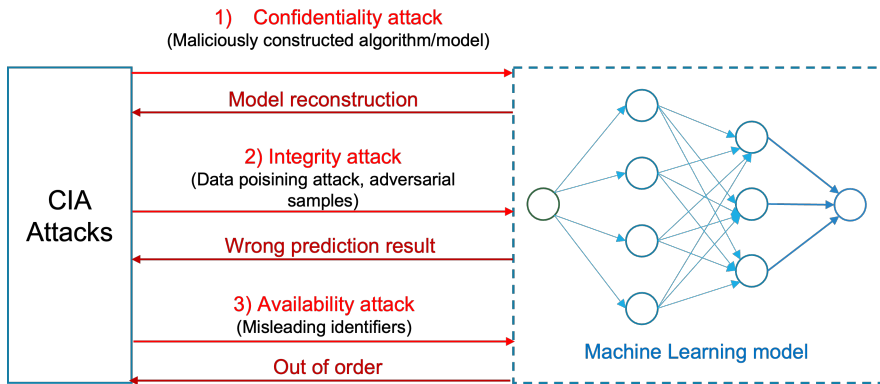 1) Confidentiality attack
(Maliciously constructed algorithm/model)
Model reconstruction
2) Integrity attack
(Data poisining attack, adversarial
samples)
CIA
Attacks
Wrong prediction result
3) Availability attack
(Misleading identifiers)
Out of order
Machine Learning model